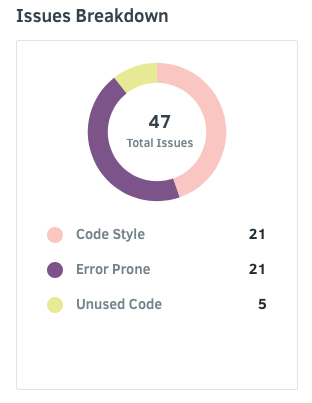 Issues Breakdown
47
Total Issues
Code Style 21
Error Prone 21
Unused Code 5